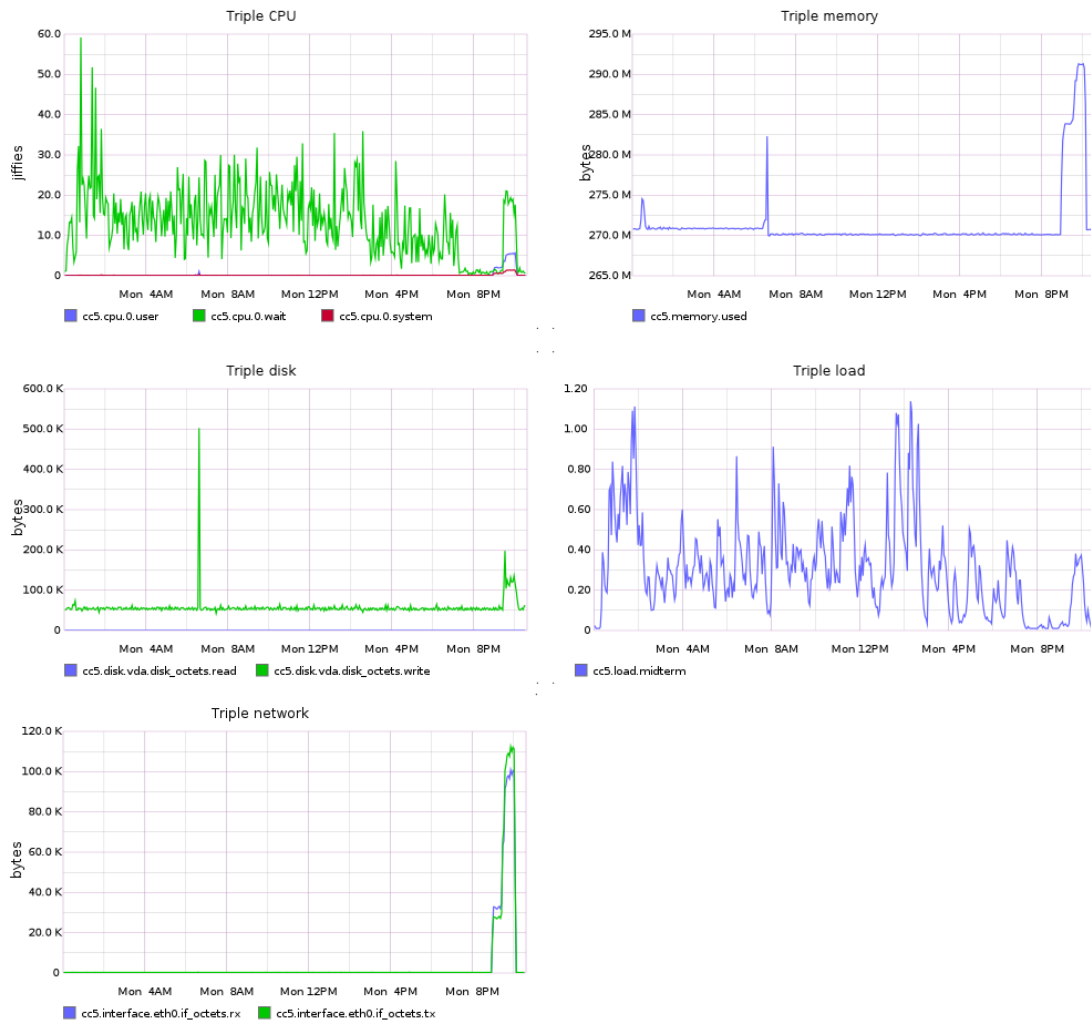 Triple CPU
60.0
50.0
40.0
30.0
20.0
10.0
0
jiffies
Mon 4AM Mon 8AM Mon 12PM Mon 4PM Mon 8PM
cc5.cpu.0.user cc5.cpu.0.wait cc5.cpu.0.system
Triple memory
295.0 M
290.0 M
285.0 M
280.0 M
275.0 M
270.0 M
265.0 M
bytes
Mon 4AM Mon 8AM Mon 12PM Mon 4PM Mon 8PM
cc5.memory.used
Triple disk
600.0 K
500.0 K
400.0 K
300.0 K
200.0 K
100.0 K
0
bytes
Mon 4AM Mon 8AM Mon 12PM Mon 4PM Mon 8PM
cc5.disk.vda.disk_octets.read cc5.disk.vda.disk_octets.write
Triple load
1.20
1.00
0.80
0.60
0.40
0.20
0
Mon 4AM Mon 8AM Mon 12PM Mon 4PM Mon 8PM
cc5.load.midterm
Triple network
120.0 K
100.0 K
80.0 K
60.0 K
40.0 K
20.0 K
0
bytes
Mon 4AM Mon 8AM Mon 12PM Mon 4PM Mon 8PM
cc5.interface.eth0.if_octets.rx cc5.interface.eth0.if_octets.tx